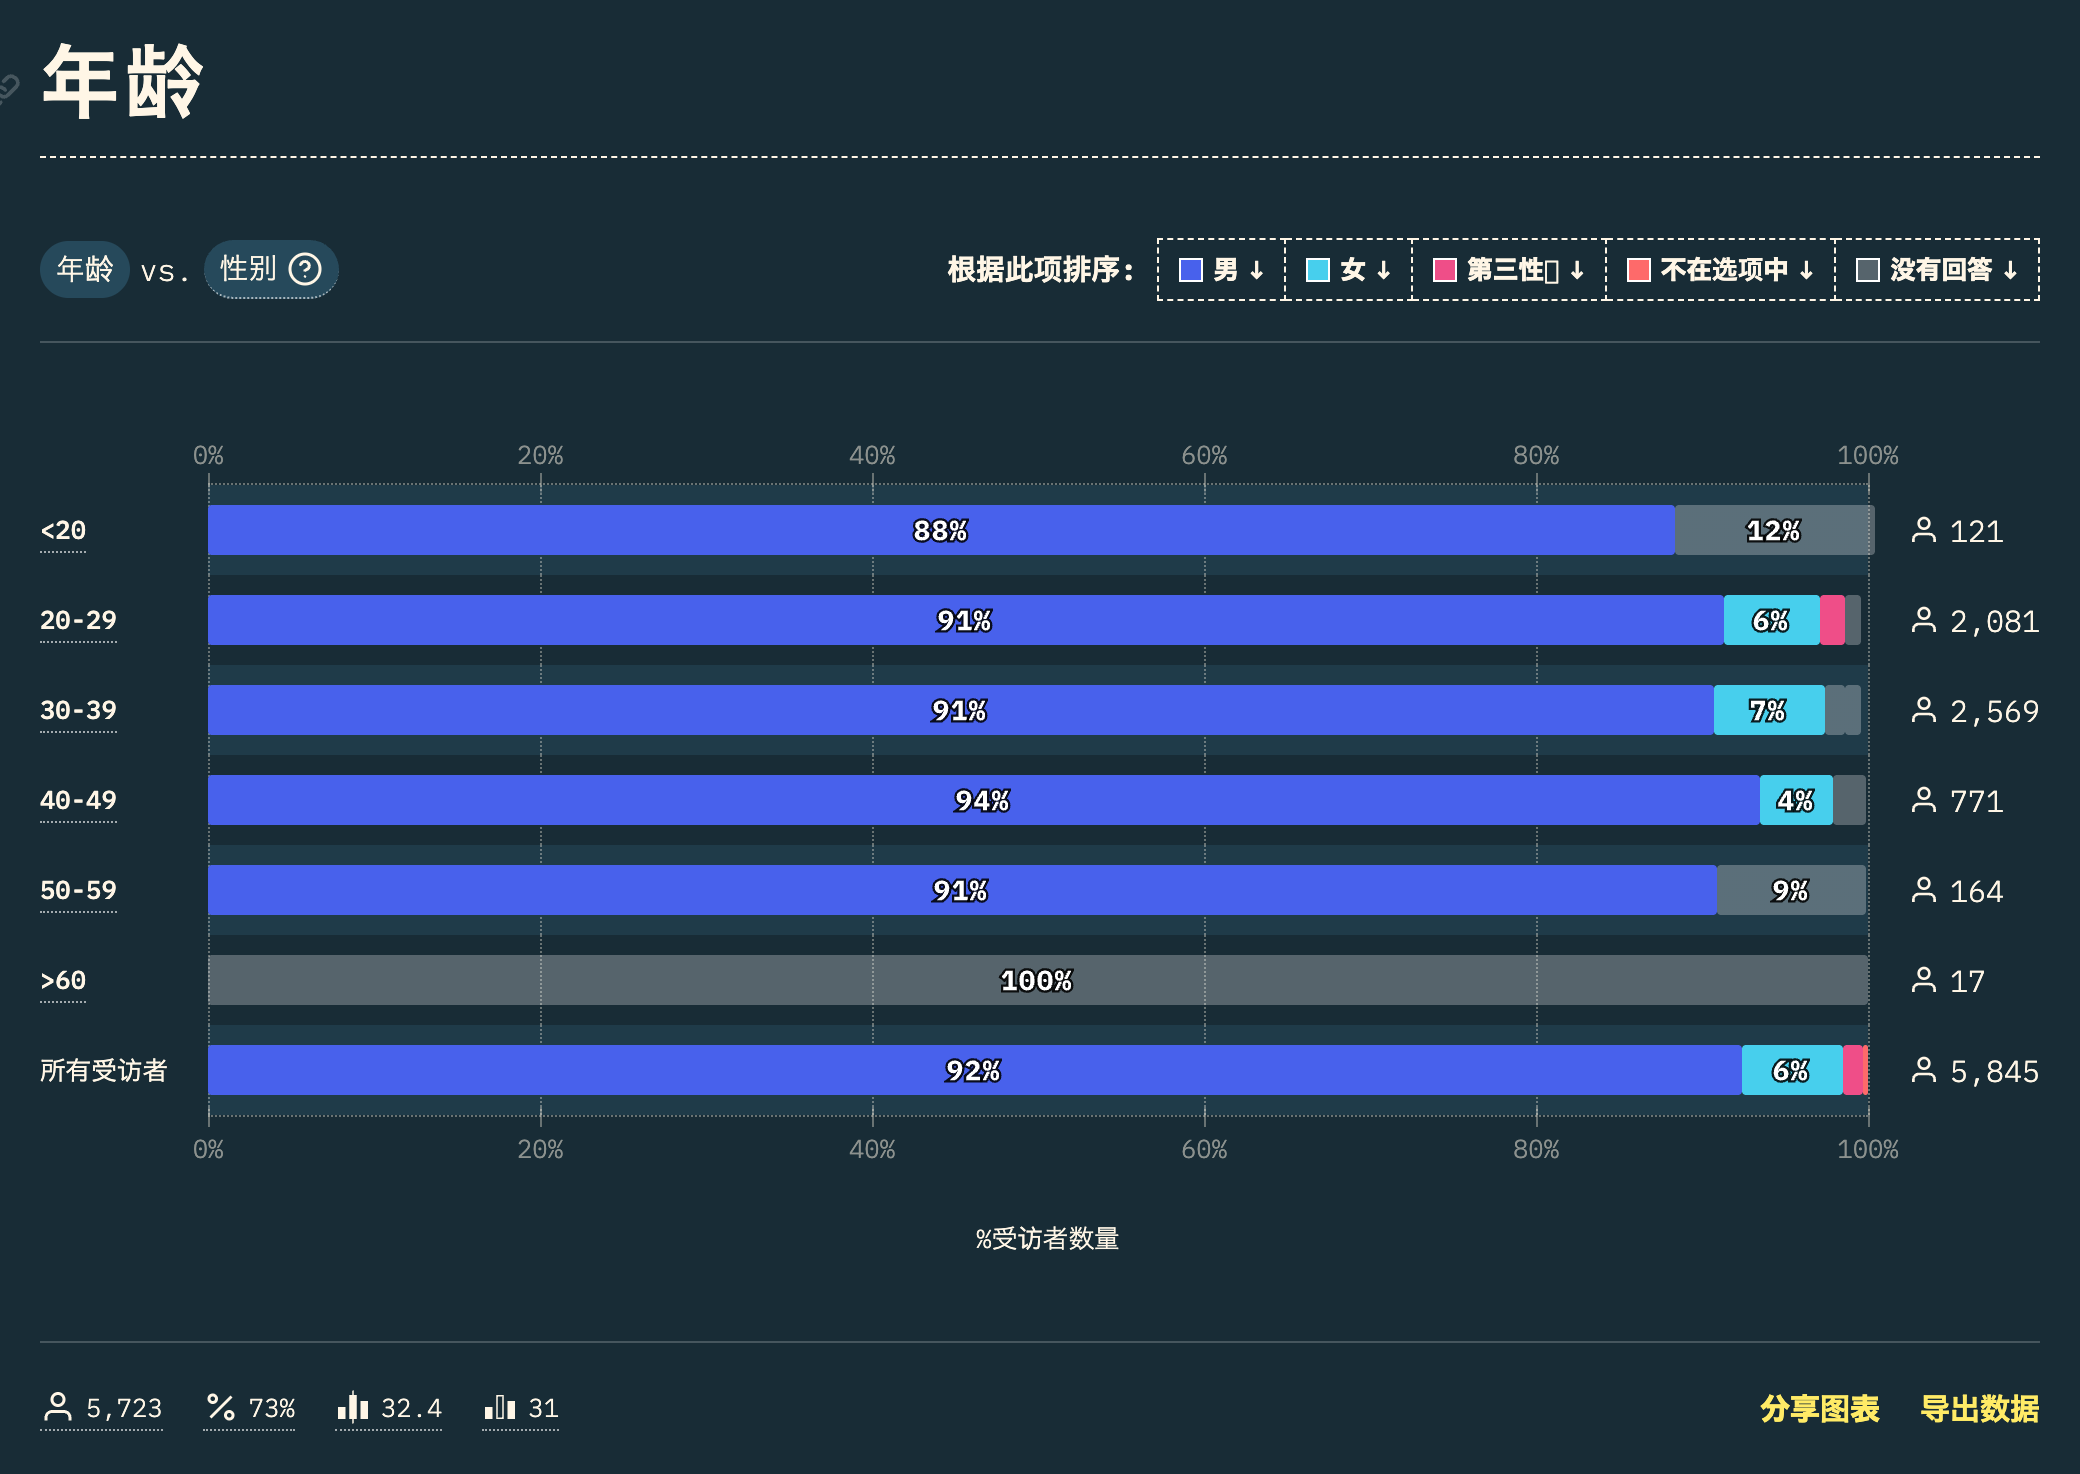 年龄
年龄 vs. 性别
根据此项排序： 男 ↓ 女 ↓ 第三性▯ ↓ 不在选项中 ↓ 没有回答 ↓
0% 20% 40% 60% 80% 100%
<20 88% 12% 121
20-29 91% 6% 2,081
30-39 91% 7% 2,569
40-49 94% 4% 771
50-59 91% 9% 164
>60 100% 17
所有受访者 92% 6% 5,845
0% 20% 40% 60% 80% 100%
%受访者数量
5,723 73% 32.4 31 分享图表 导出数据